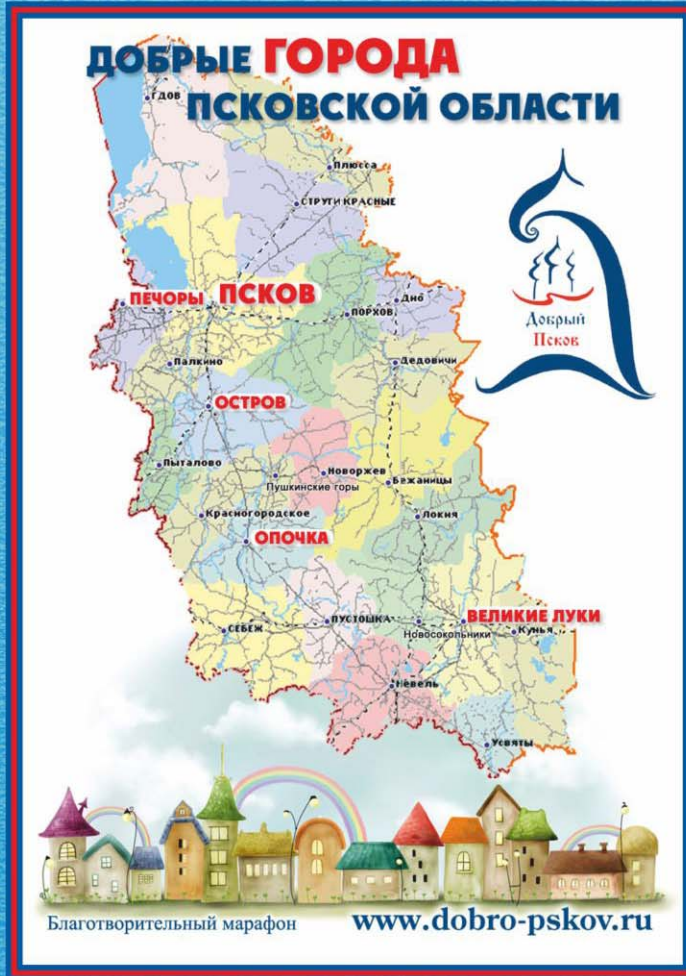 ДОБРЫЕ ГОРОДА
ПСКОВСКОЙ ОБЛАСТИ
ГДОВ
Плюсса
СТРУГИ КРАСНЫЕ
ПЕЧОРЫ
ПСКОВ
ПОРХОВ
Дно
Добрый
Псков
Палкино
Дедовичи
ОСТРОВ
Пыталово
Пушкинские горы
Новоржев
Бежаницы
Красногородское
Локня
ОПОЧКА
СЕБЕЖ
ПУСТОШКА
Новосокольники
ВЕЛИКИЕ ЛУКИ
Кунья
Невель
Усвяты
Благотворительный марафон
www.dobro-pskov.ru